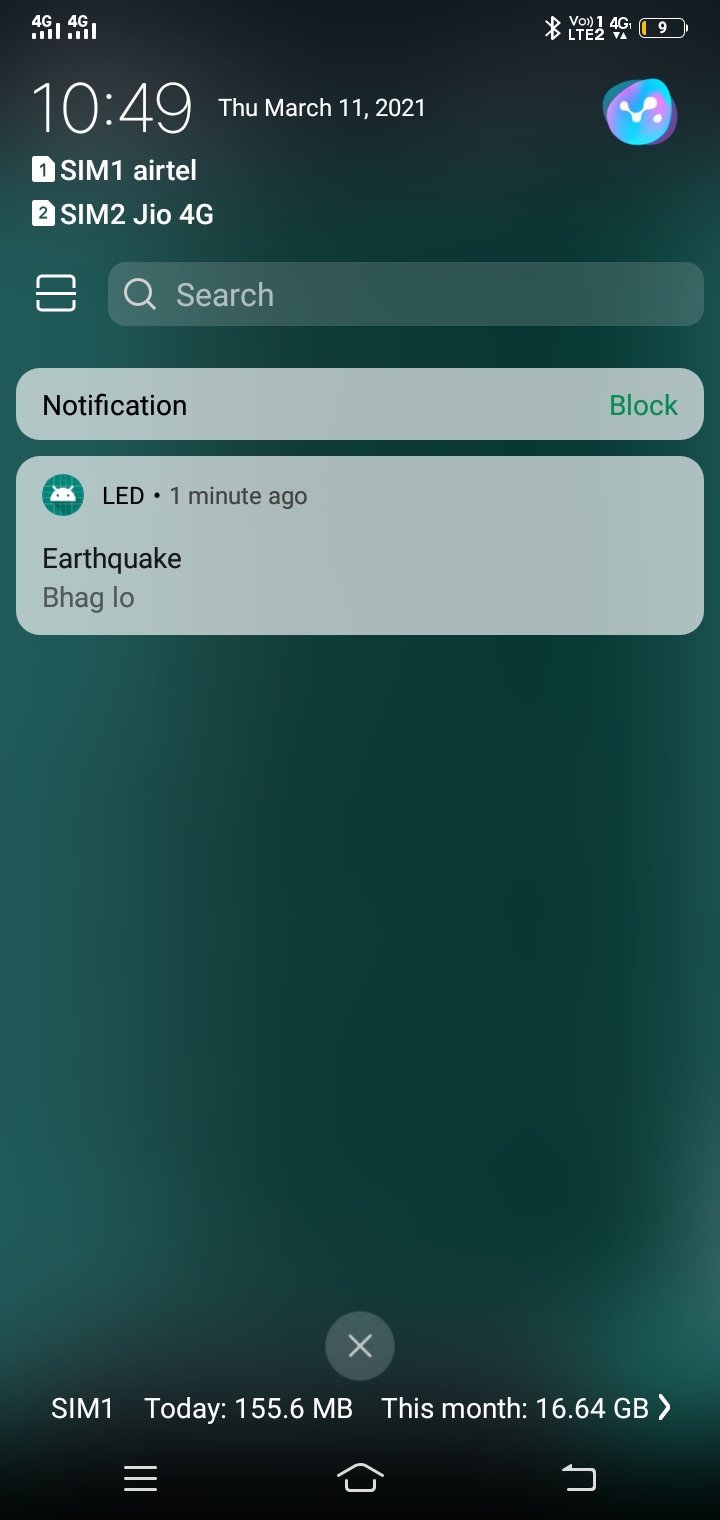 4G 4G VoLTE 1 LTE2 4G 9
10:49 Thu March 11, 2021
1 SIM1 airtel
2 SIM2 Jio 4G
Search
Notification Block
LED • 1 minute ago
Earthquake
Bhag lo
SIM1 Today: 155.6 MB This month: 16.64 GB